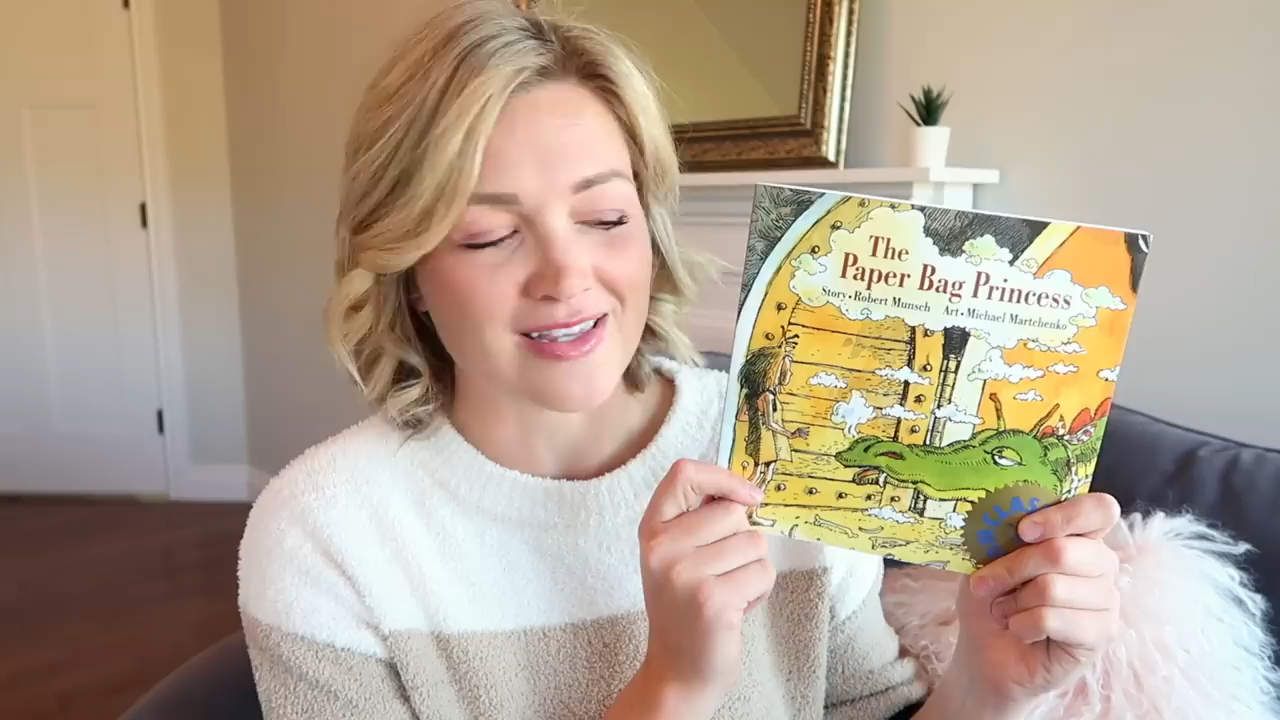 The
Paper Bag Princess
Story • Robert Munsch Art • Michael Martchenko